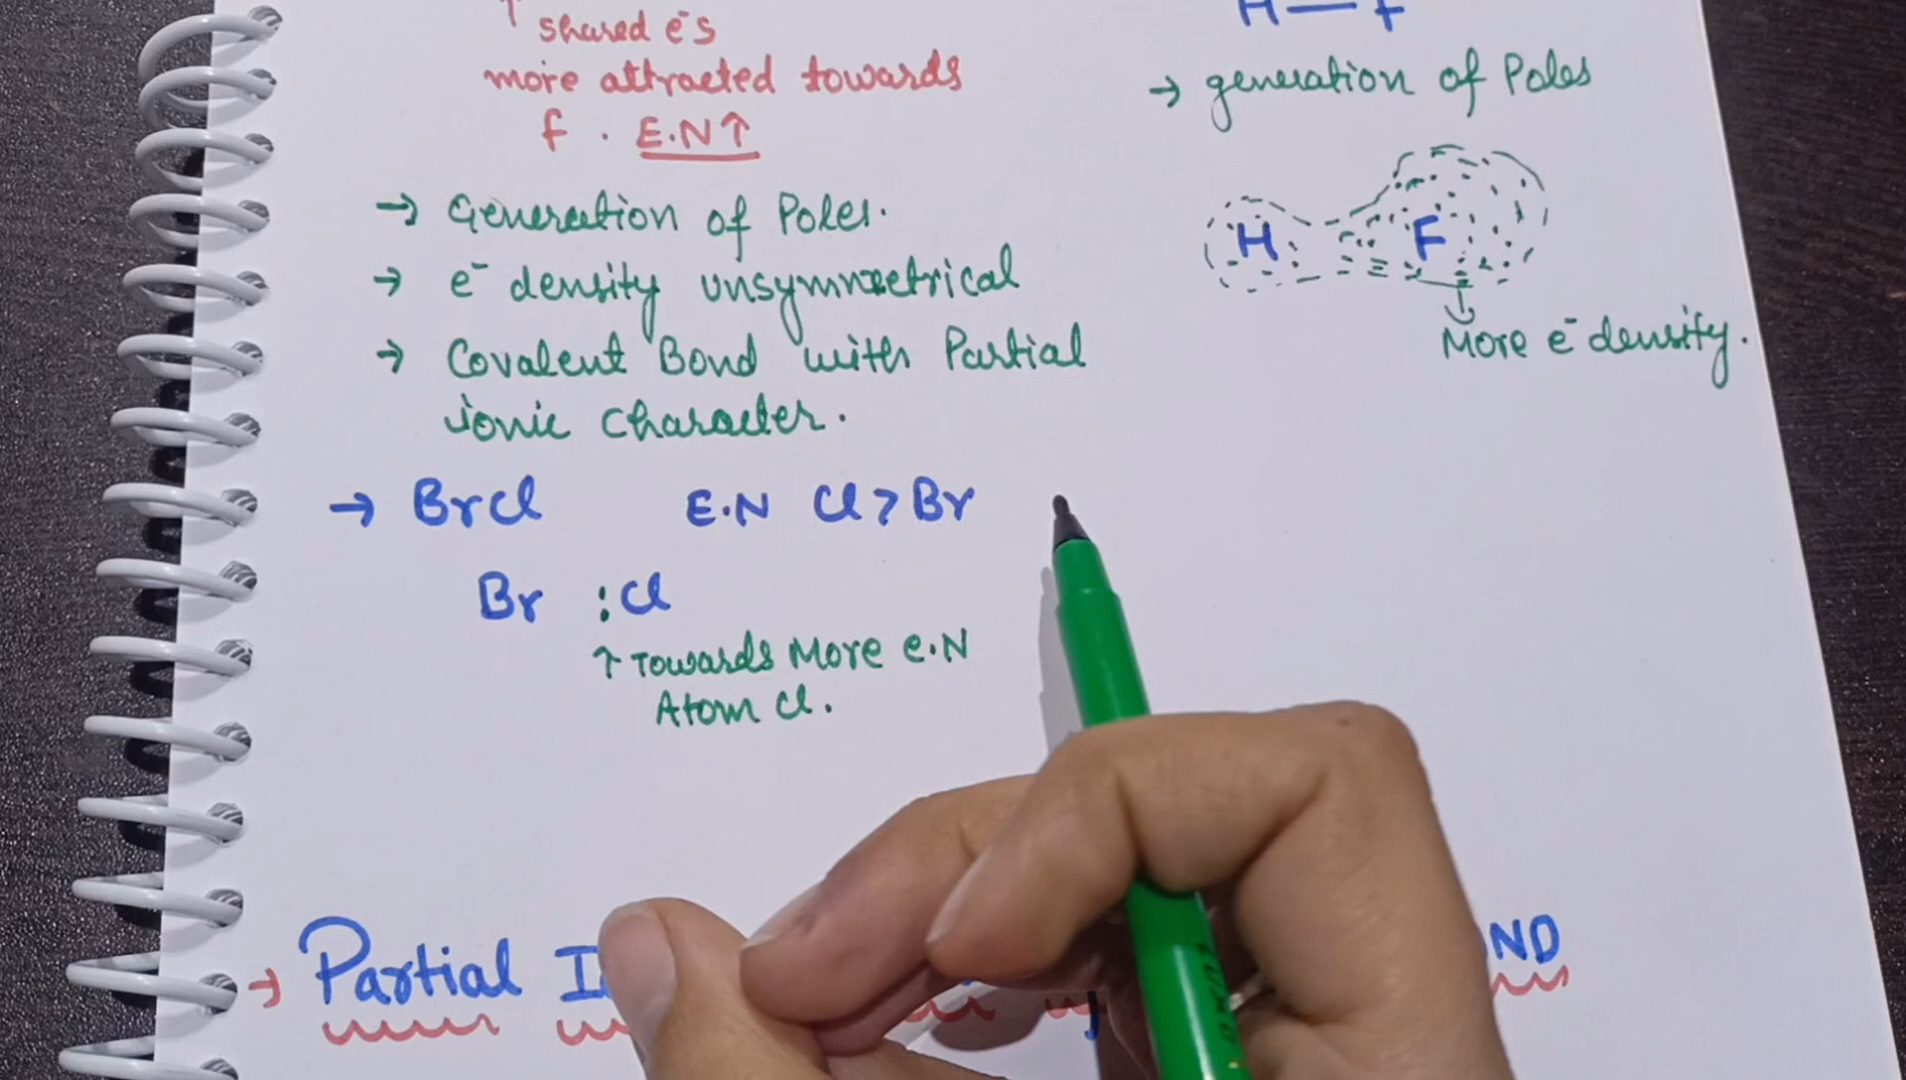 ↑ shared e⁻s
more attracted towards
F . E.N↑
→ Generation of Poles.
→ e⁻ density unsymmetrical
→ Covalent Bond with Partial
ionic character.
→ BrCl E.N Cl > Br
Br :Cl
↑ Towards More e.N
Atom Cl.
H — F
→ generation of Poles
H F
More e⁻ density.
→ Partial